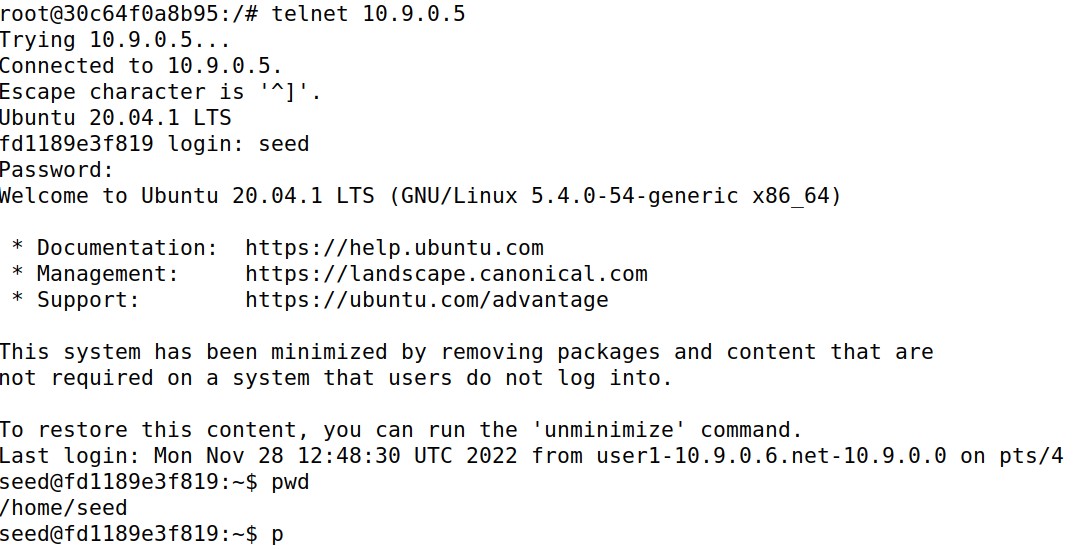 root@30c64f0a8b95:/# telnet 10.9.0.5
Trying 10.9.0.5...
Connected to 10.9.0.5.
Escape character is '^]'.
Ubuntu 20.04.1 LTS
fd1189e3f819 login: seed
Password:
Welcome to Ubuntu 20.04.1 LTS (GNU/Linux 5.4.0-54-generic x86_64)

 * Documentation:  https://help.ubuntu.com
 * Management:     https://landscape.canonical.com
 * Support:        https://ubuntu.com/advantage

This system has been minimized by removing packages and content that are
not required on a system that users do not log into.

To restore this content, you can run the 'unminimize' command.
Last login: Mon Nov 28 12:48:30 UTC 2022 from user1-10.9.0.6.net-10.9.0.0 on pts/4
seed@fd1189e3f819:~$ pwd
/home/seed
seed@fd1189e3f819:~$ p